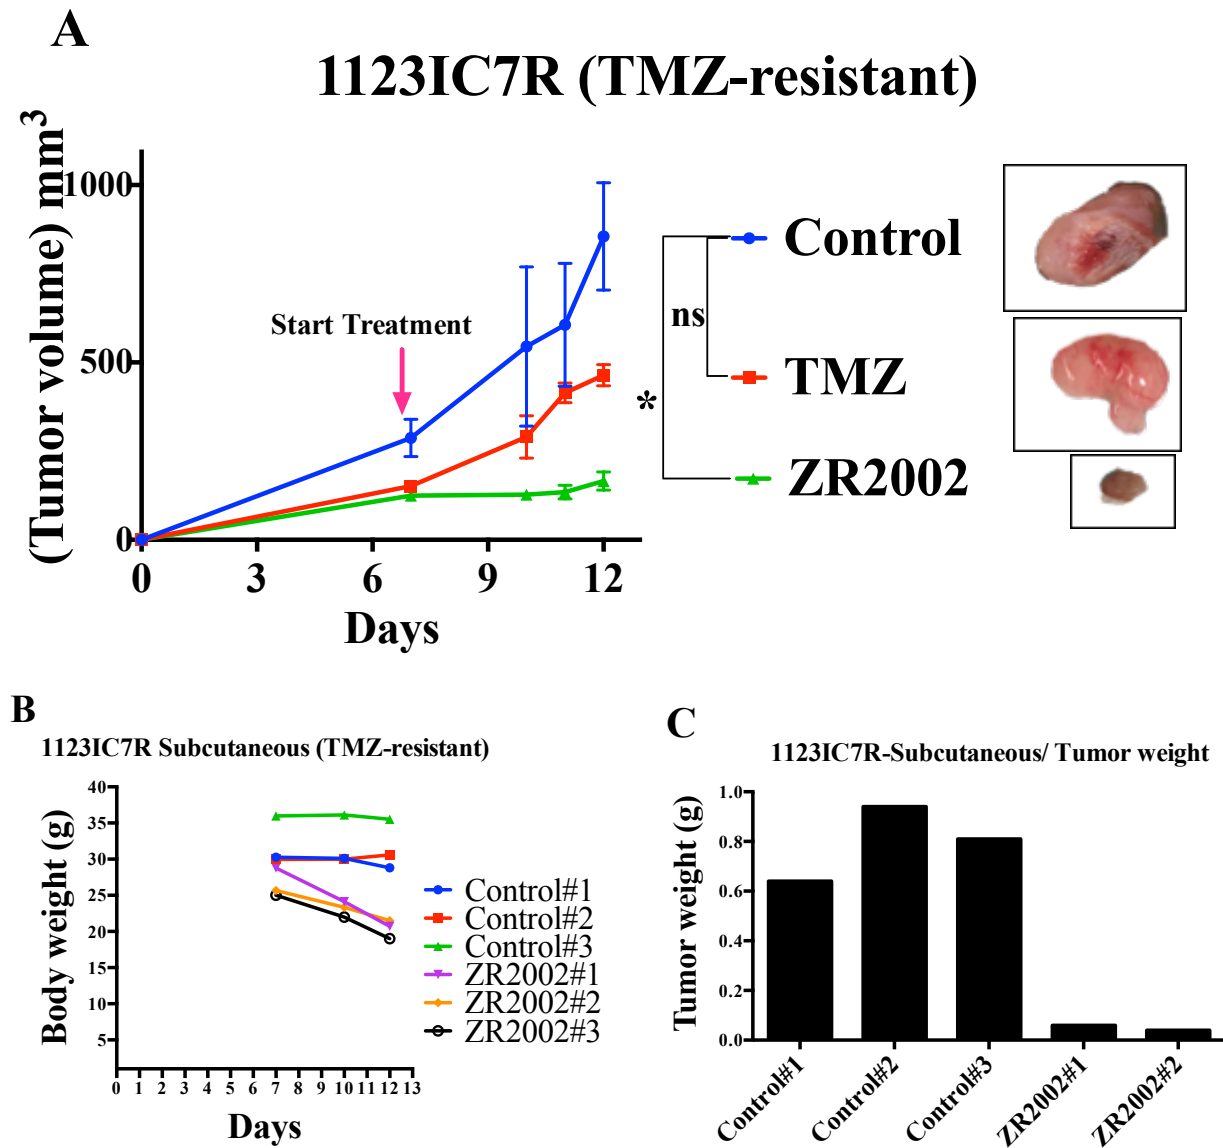 A
1123IC7R (TMZ-resistant)
(Tumor volume) mm³
1000
500
0
Start Treatment
0 3 6 9 12
Days
Control
ns
TMZ
*
ZR2002
B
1123IC7R Subcutaneous (TMZ-resistant)
Body weight (g)
40
35
30
25
20
15
10
5
0 1 2 3 4 5 6 7 8 9 10 11 12 13
Days
Control#1
Control#2
Control#3
ZR2002#1
ZR2002#2
ZR2002#3
C
1123IC7R-Subcutaneous/ Tumor weight
Tumor weight (g)
1.0
0.8
0.6
0.4
0.2
0.0
Control#1
Control#2
Control#3
ZR2002#1
ZR2002#2